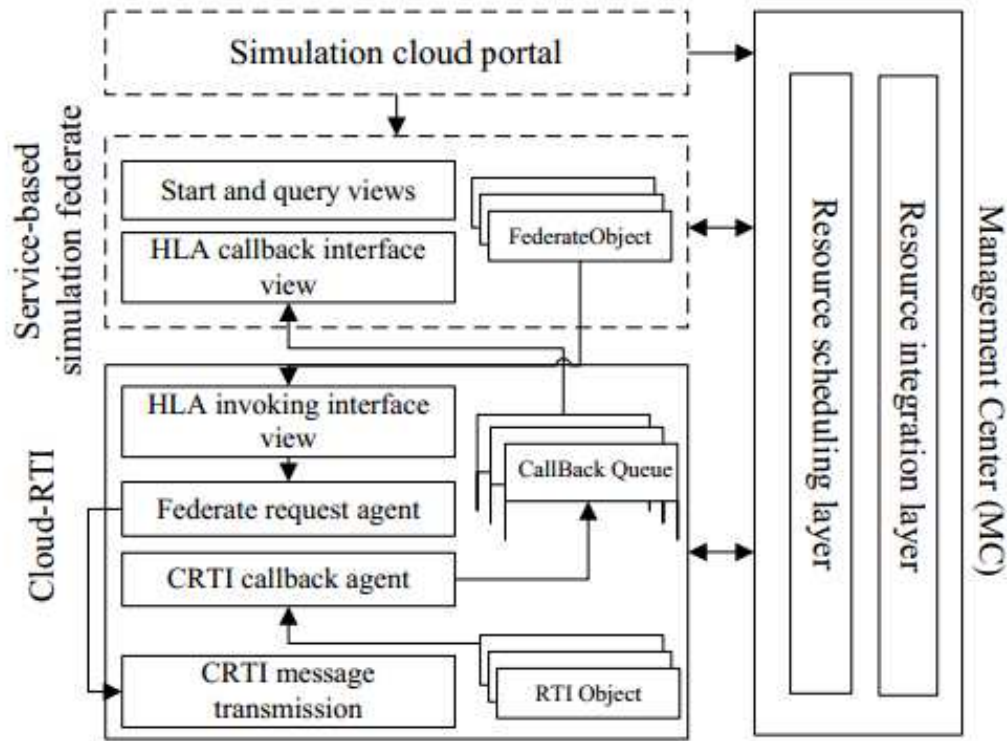 Simulation cloud portal
Service-based
simulation federate
Start and query views
HLA callback interface
view
FederateObject
Cloud-RTI
HLA invoking interface
view
Federate request agent
CRTI callback agent
CRTI message
transmission
CallBack Queue
RTI Object
Resource scheduling layer
Resource integration layer
Management Center (MC)